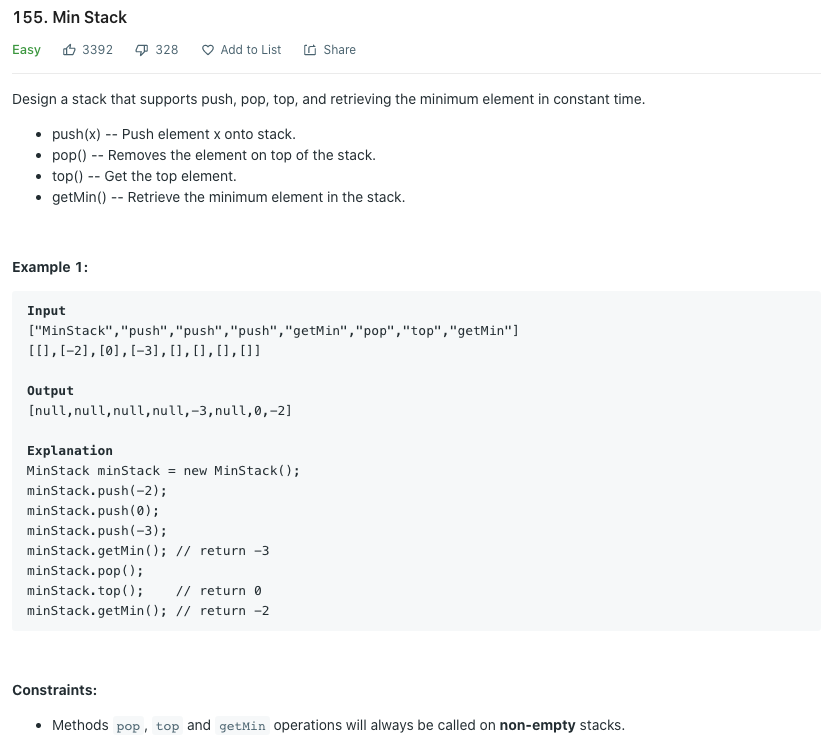 155. Min Stack
Easy 3392 328 Add to List Share
Design a stack that supports push, pop, top, and retrieving the minimum element in constant time.
• push(x) -- Push element x onto stack.
• pop() -- Removes the element on top of the stack.
• top() -- Get the top element.
• getMin() -- Retrieve the minimum element in the stack.
Example 1:
Input
["MinStack","push","push","push","getMin","pop","top","getMin"]
[[],[-2],[0],[-3],[],[],[],[]]
Output
[null,null,null,null,-3,null,0,-2]
Explanation
MinStack minStack = new MinStack();
minStack.push(-2);
minStack.push(0);
minStack.push(-3);
minStack.getMin(); // return -3
minStack.pop();
minStack.top();    // return 0
minStack.getMin(); // return -2
Constraints:
• Methods pop, top and getMin operations will always be called on non-empty stacks.